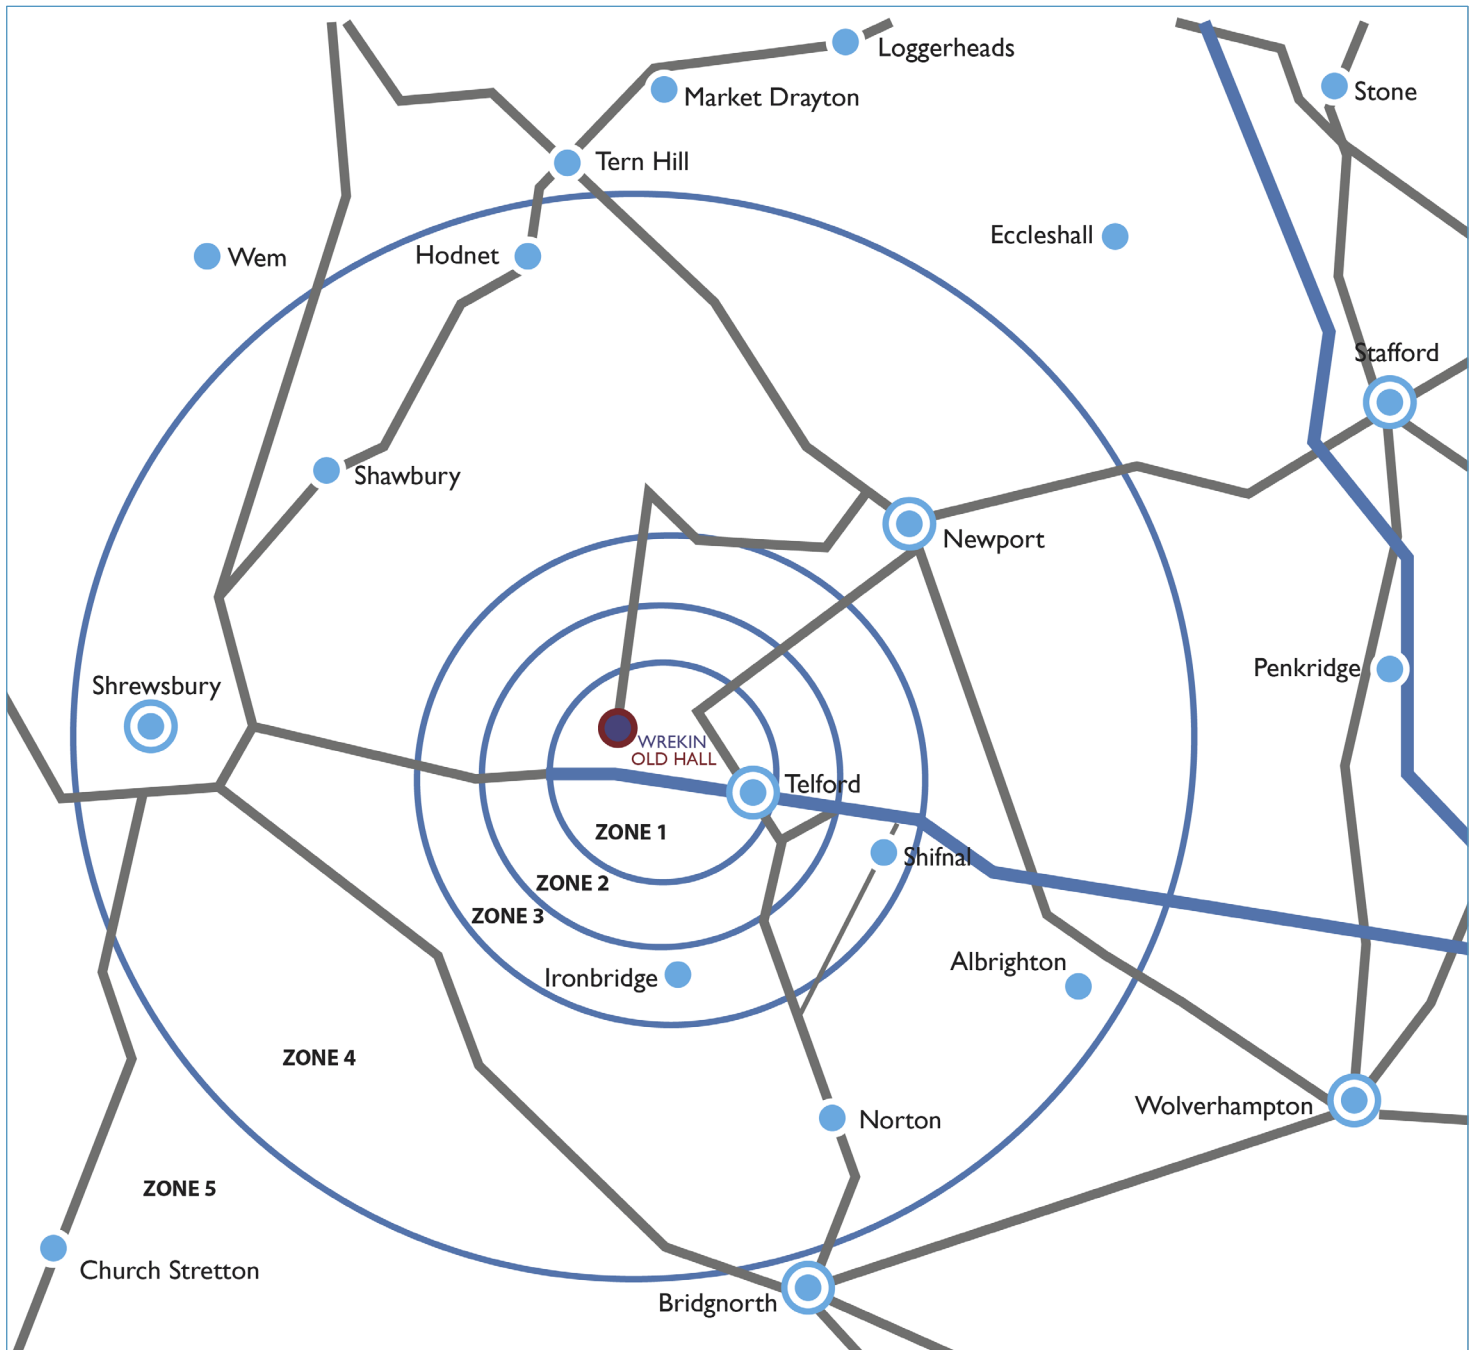 Loggerheads
Market Drayton
Stone
Tern Hill
Eccleshall
Wem
Hodnet
Stafford
Shawbury
Newport
Penkridge
Shrewsbury
WREKIN
OLD HALL
Telford
ZONE 1
Shifnal
ZONE 2
ZONE 3
Albrighton
Ironbridge
ZONE 4
Wolverhampton
Norton
ZONE 5
Church Stretton
Bridgnorth